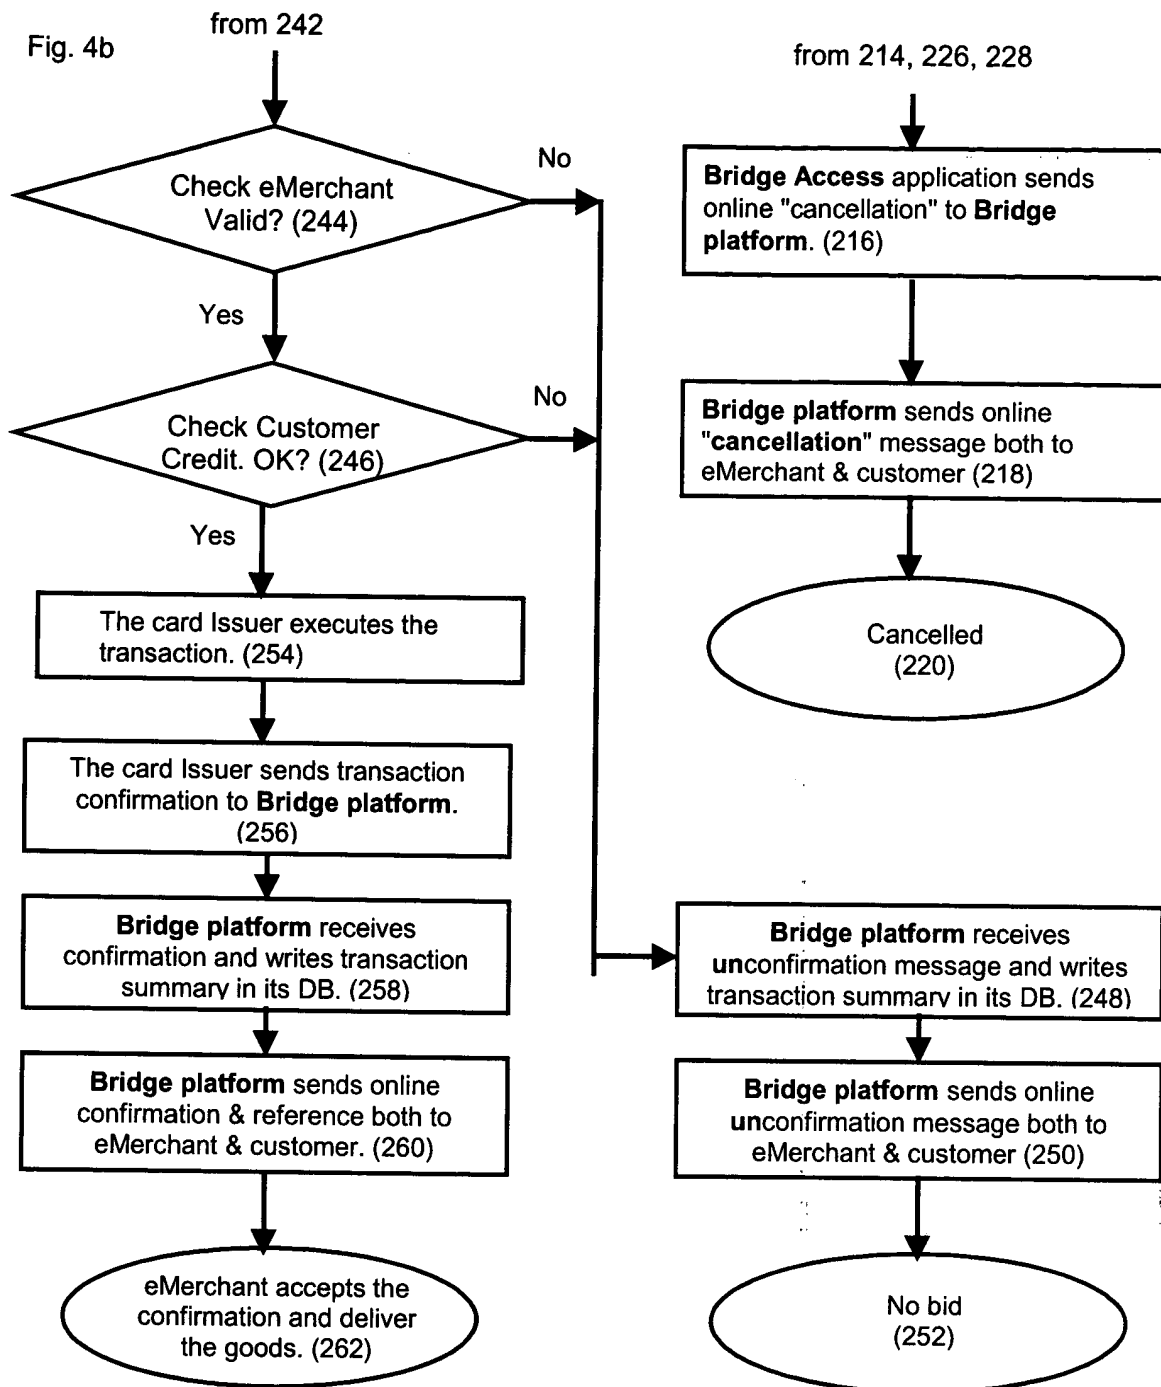 Fig. 4b
from 242
Check eMerchant
Valid? (244)
No
Yes
Check Customer
Credit. OK? (246)
No
Yes
The card Issuer executes the
transaction. (254)
The card Issuer sends transaction
confirmation to Bridge platform.
(256)
Bridge platform receives
confirmation and writes transaction
summary in its DB. (258)
Bridge platform sends online
confirmation & reference both to
eMerchant & customer. (260)
eMerchant accepts the
confirmation and deliver
the goods. (262)
from 214, 226, 228
Bridge Access application sends
online "cancellation" to Bridge
platform. (216)
Bridge platform sends online
"cancellation" message both to
eMerchant & customer (218)
Cancelled
(220)
Bridge platform receives
unconfirmation message and writes
transaction summary in its DB. (248)
Bridge platform sends online
unconfirmation message both to
eMerchant & customer (250)
No bid
(252)